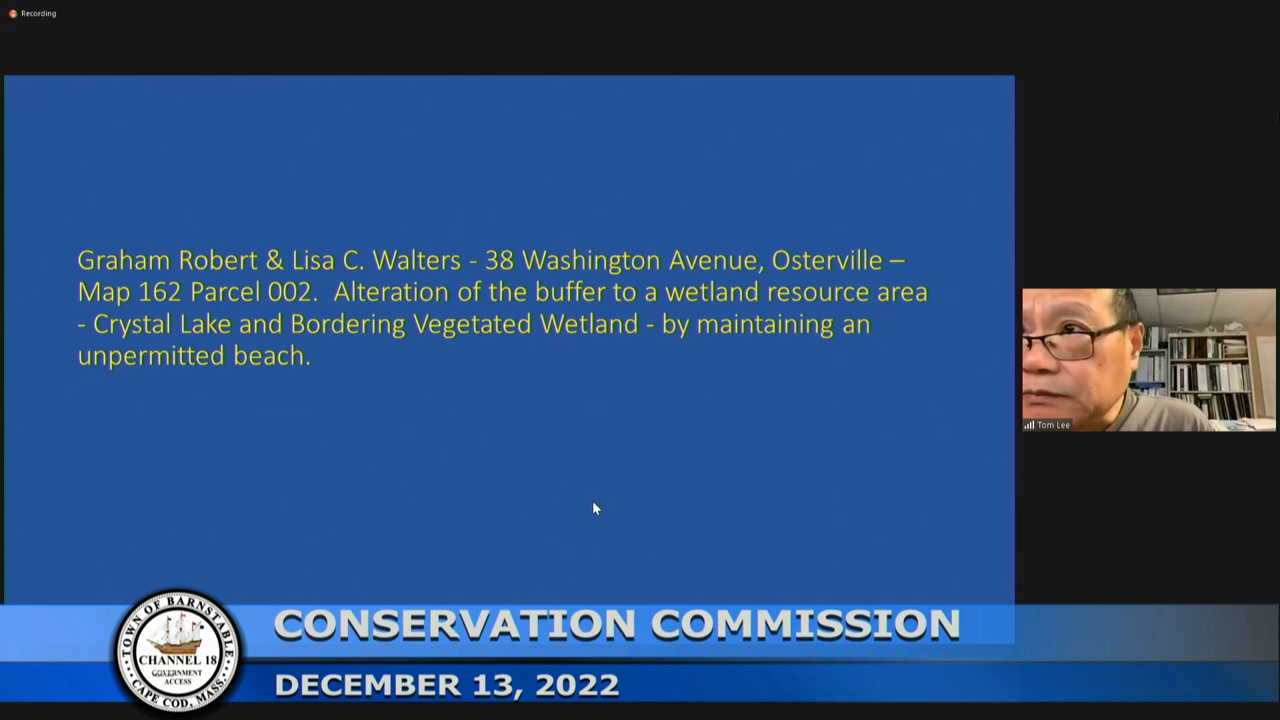 Recording
Graham Robert & Lisa C. Walters - 38 Washington Avenue, Osterville –
Map 162 Parcel 002.  Alteration of the buffer to a wetland resource area
- Crystal Lake and Bordering Vegetated Wetland - by maintaining an
unpermitted beach.
Tom Lee
CONSERVATION COMMISSION
DECEMBER 13, 2022
TOWN OF BARNSTABLE
CHANNEL 18
GOVERNMENT
ACCESS
CAPE COD, MASS.